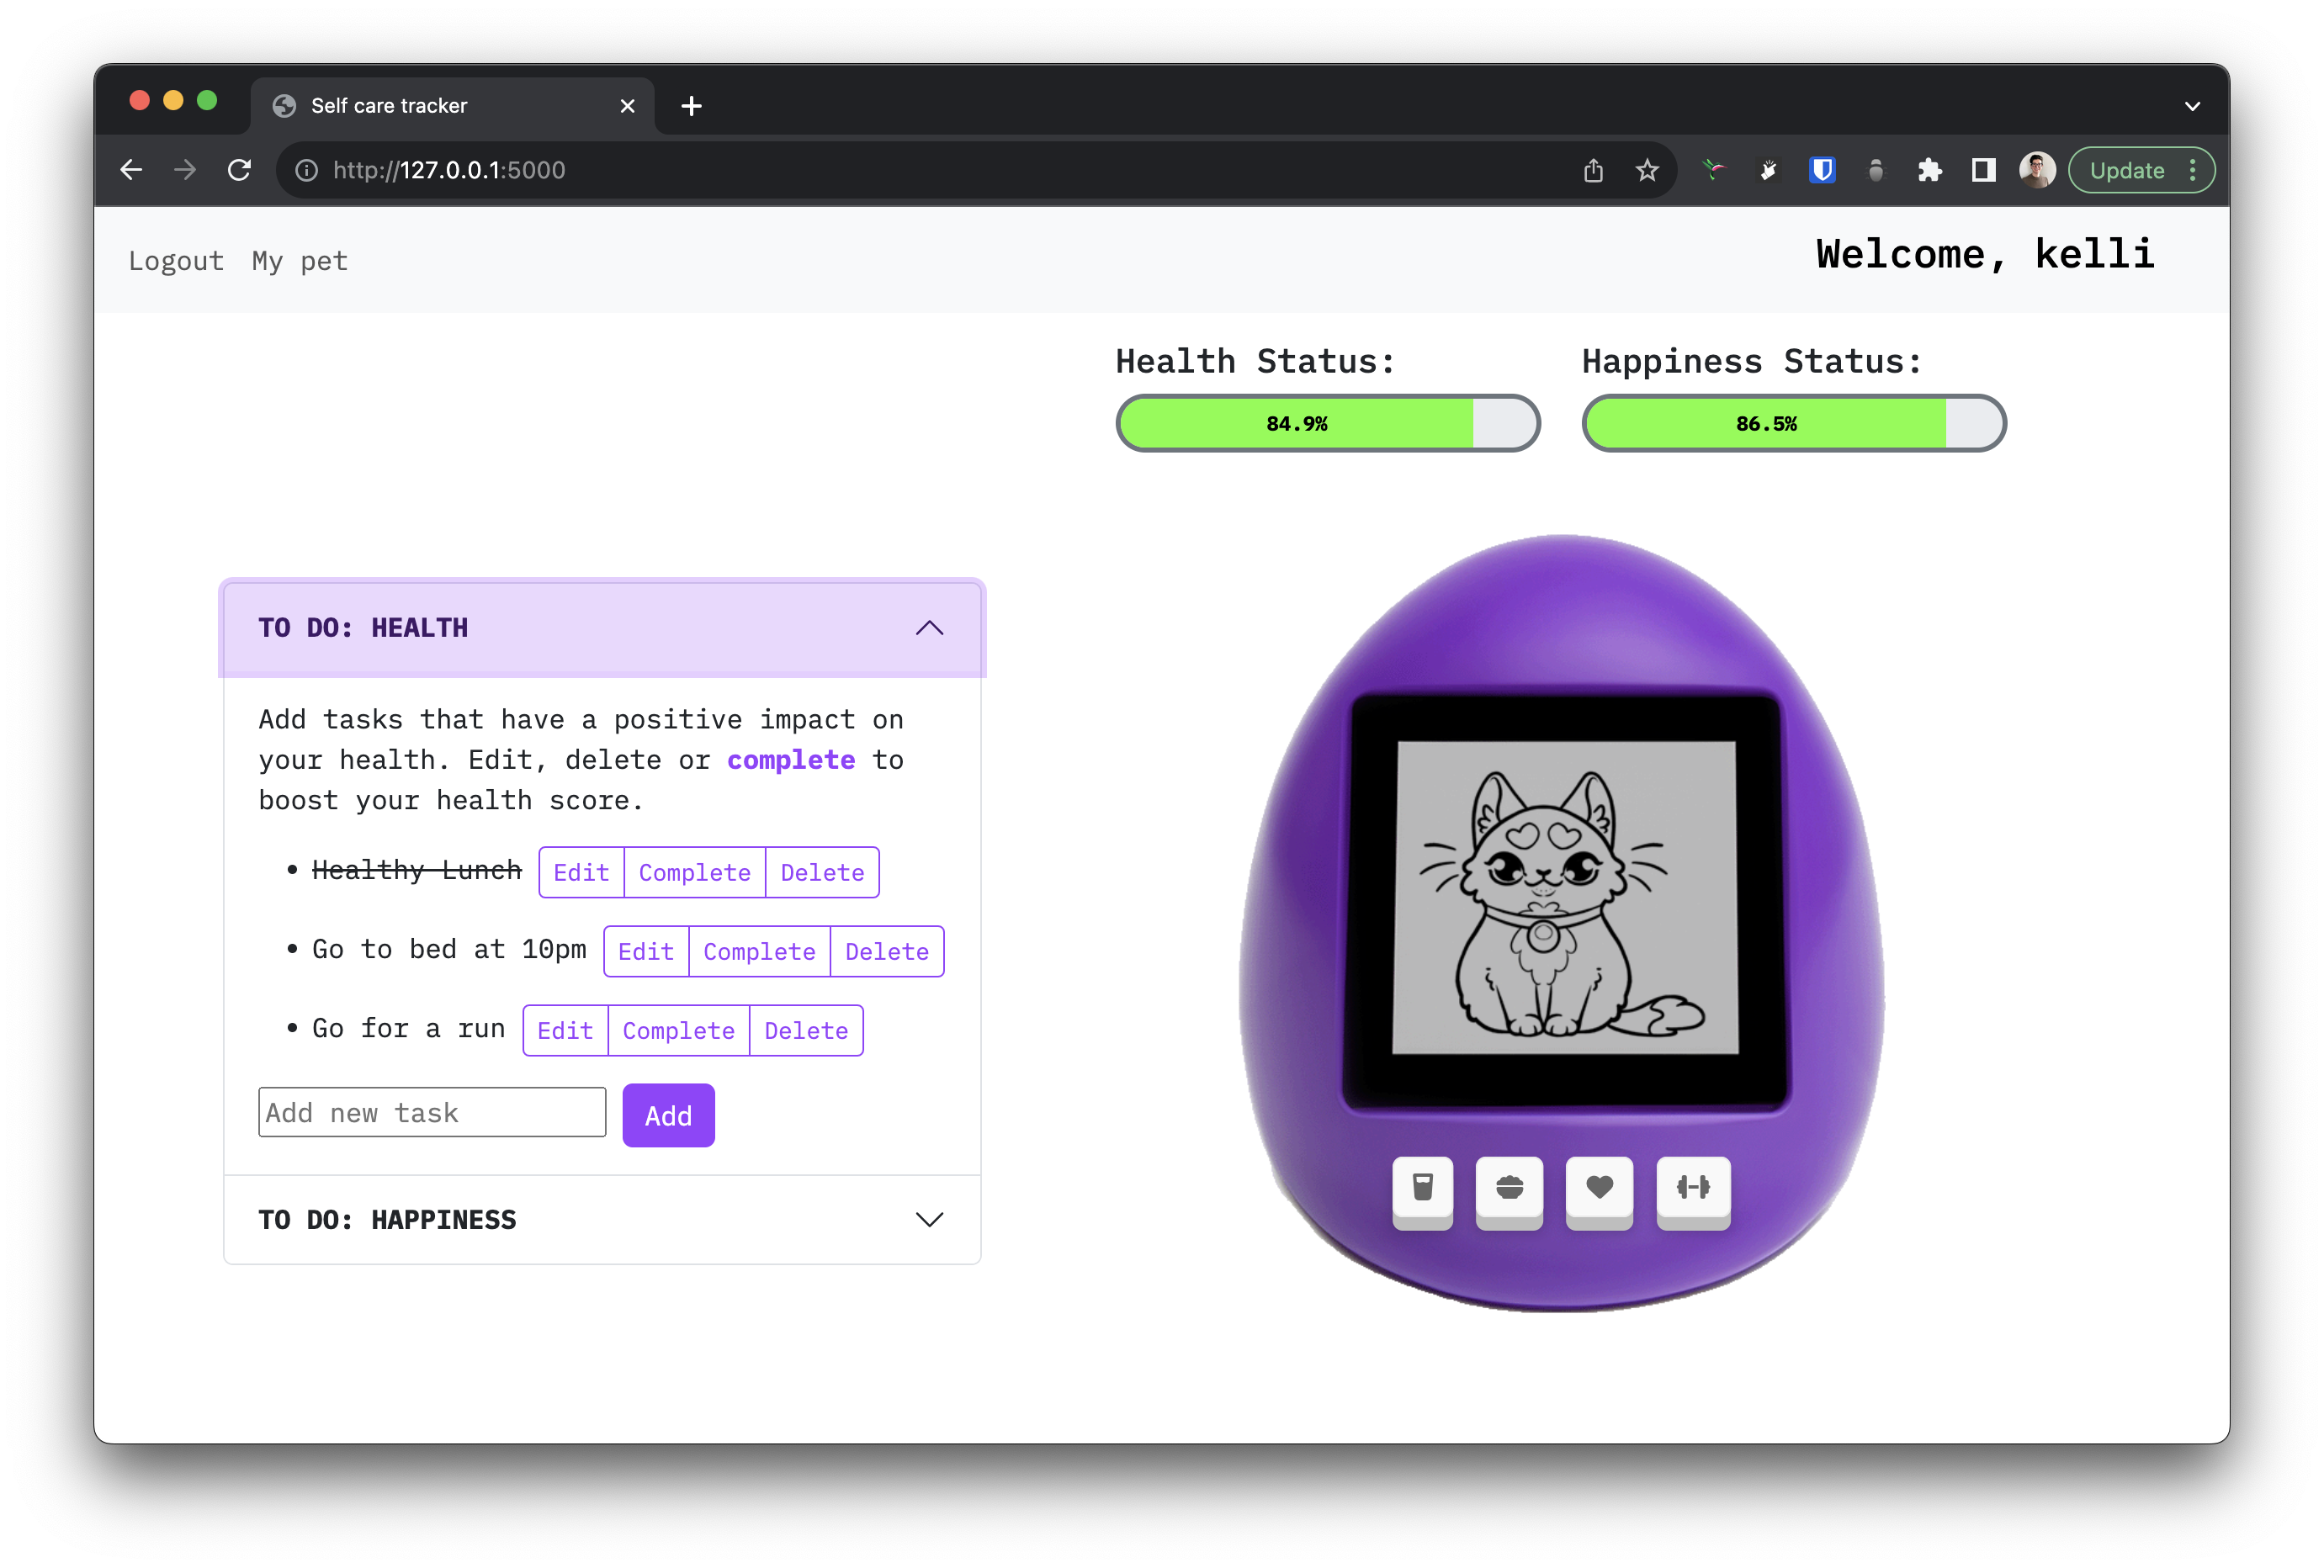 Self care tracker
http://127.0.0.1:5000
Update
Logout My pet
Welcome, kelli
Health Status:
Happiness Status:
84.9%
86.5%
TO DO: HEALTH
Add tasks that have a positive impact on
your health. Edit, delete or complete to
boost your health score.
Healthy Lunch Edit Complete Delete
Go to bed at 10pm Edit Complete Delete
Go for a run Edit Complete Delete
Add new task Add
TO DO: HAPPINESS